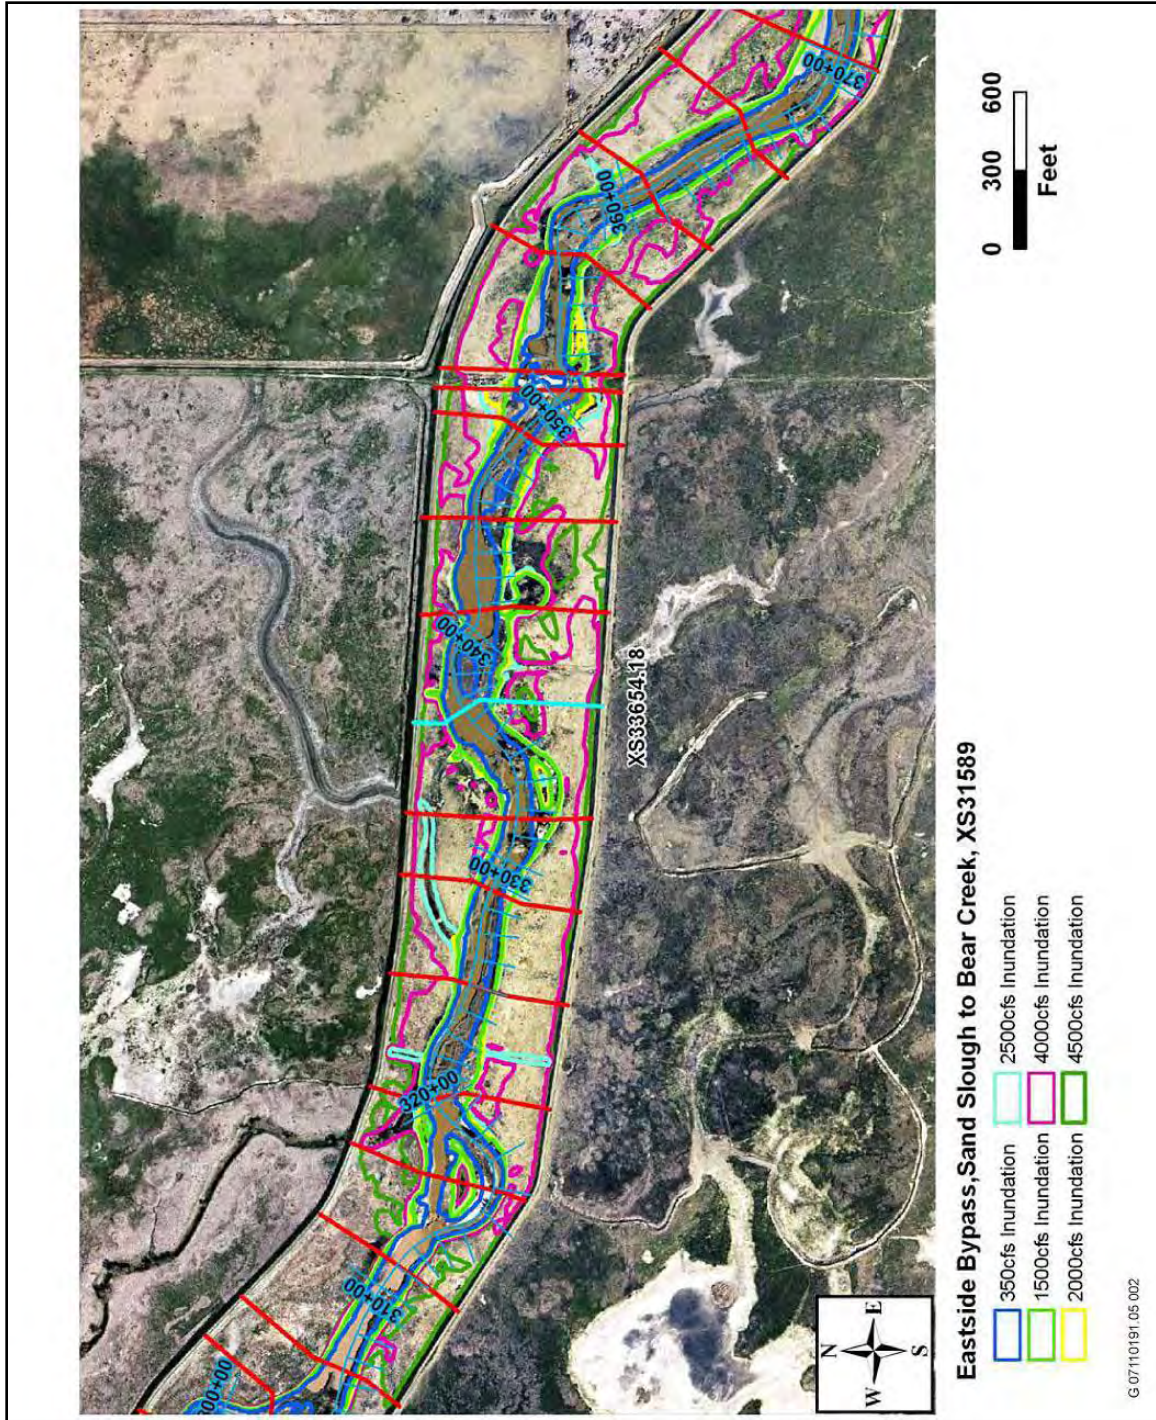 300+00
310+00
320+00
330+00
340+00
350+00
360+00
370+00
XS33654.18
0 300 600
Feet
N
W E
S
Eastside Bypass,Sand Slough to Bear Creek, XS31589
350cfs Inundation
1500cfs Inundation
2000cfs Inundation
2500cfs Inundation
4000cfs Inundation
4500cfs Inundation
G 07110191.05 002